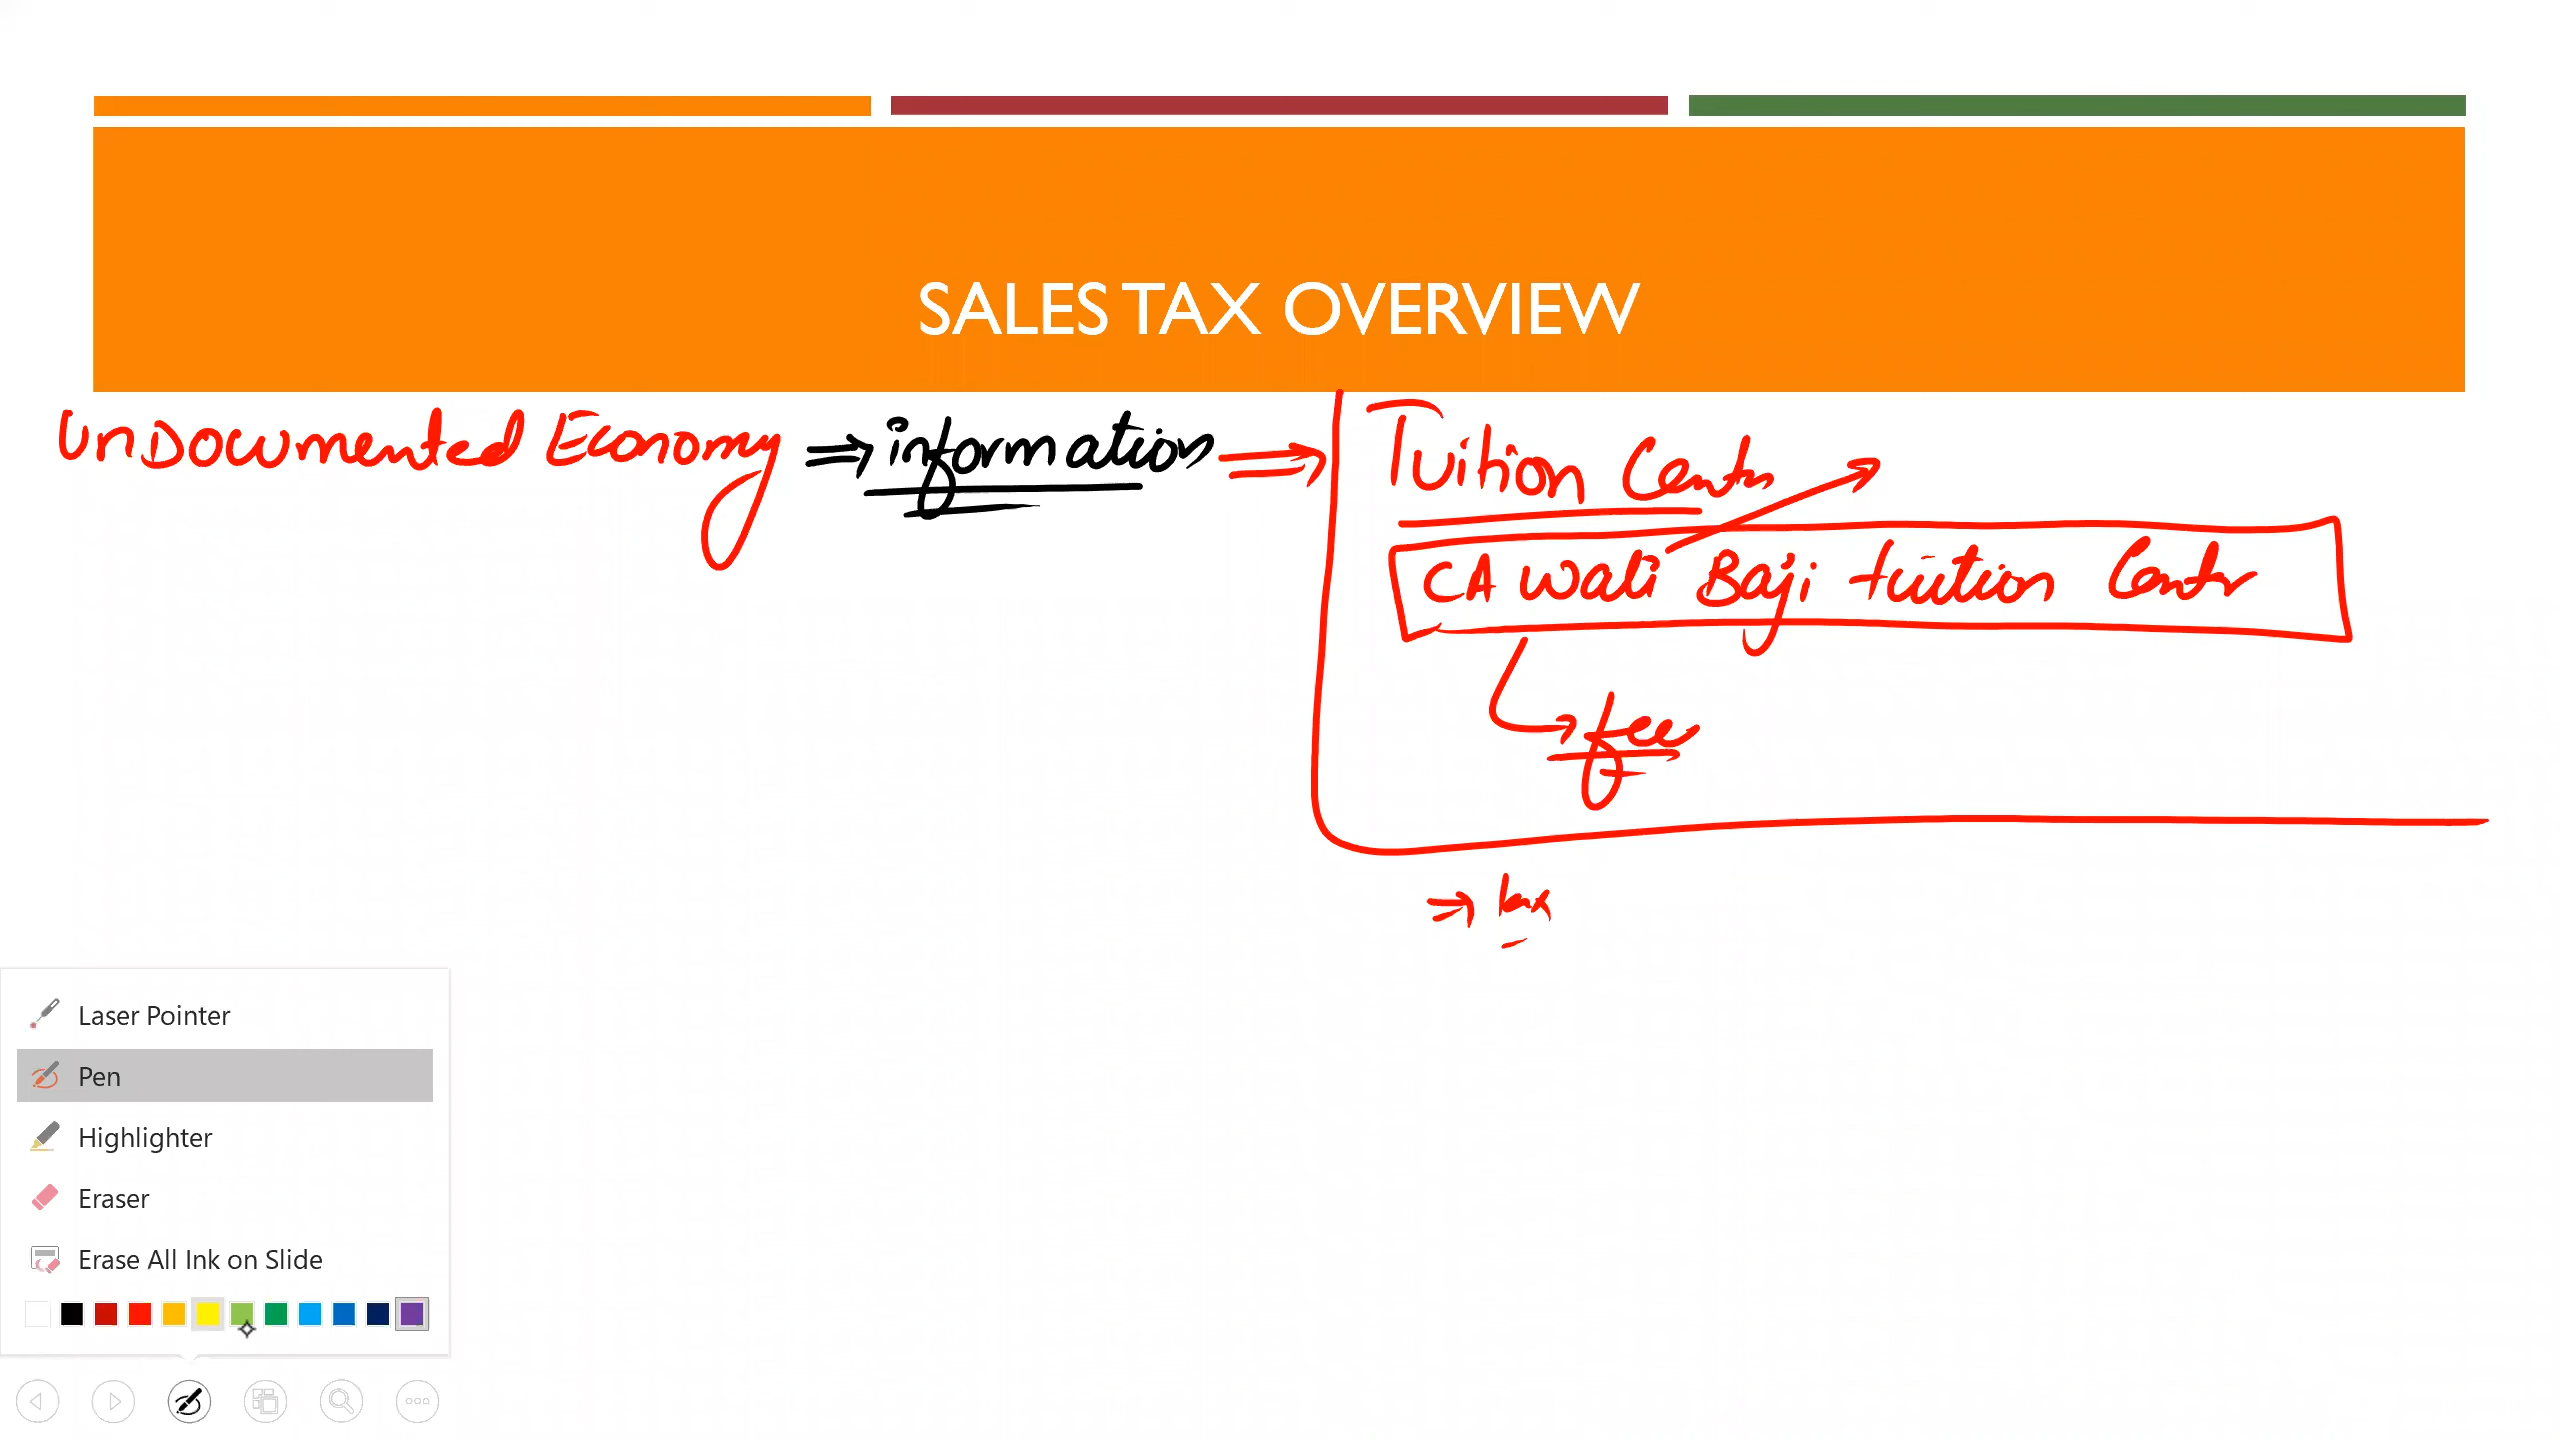 SALES TAX OVERVIEW
UnDocumented Economy ⇒ information ⇒
Tuition Centr
CA wali Baji tuition Centr
fee
⇒ tax
Laser Pointer
Pen
Highlighter
Eraser
Erase All Ink on Slide